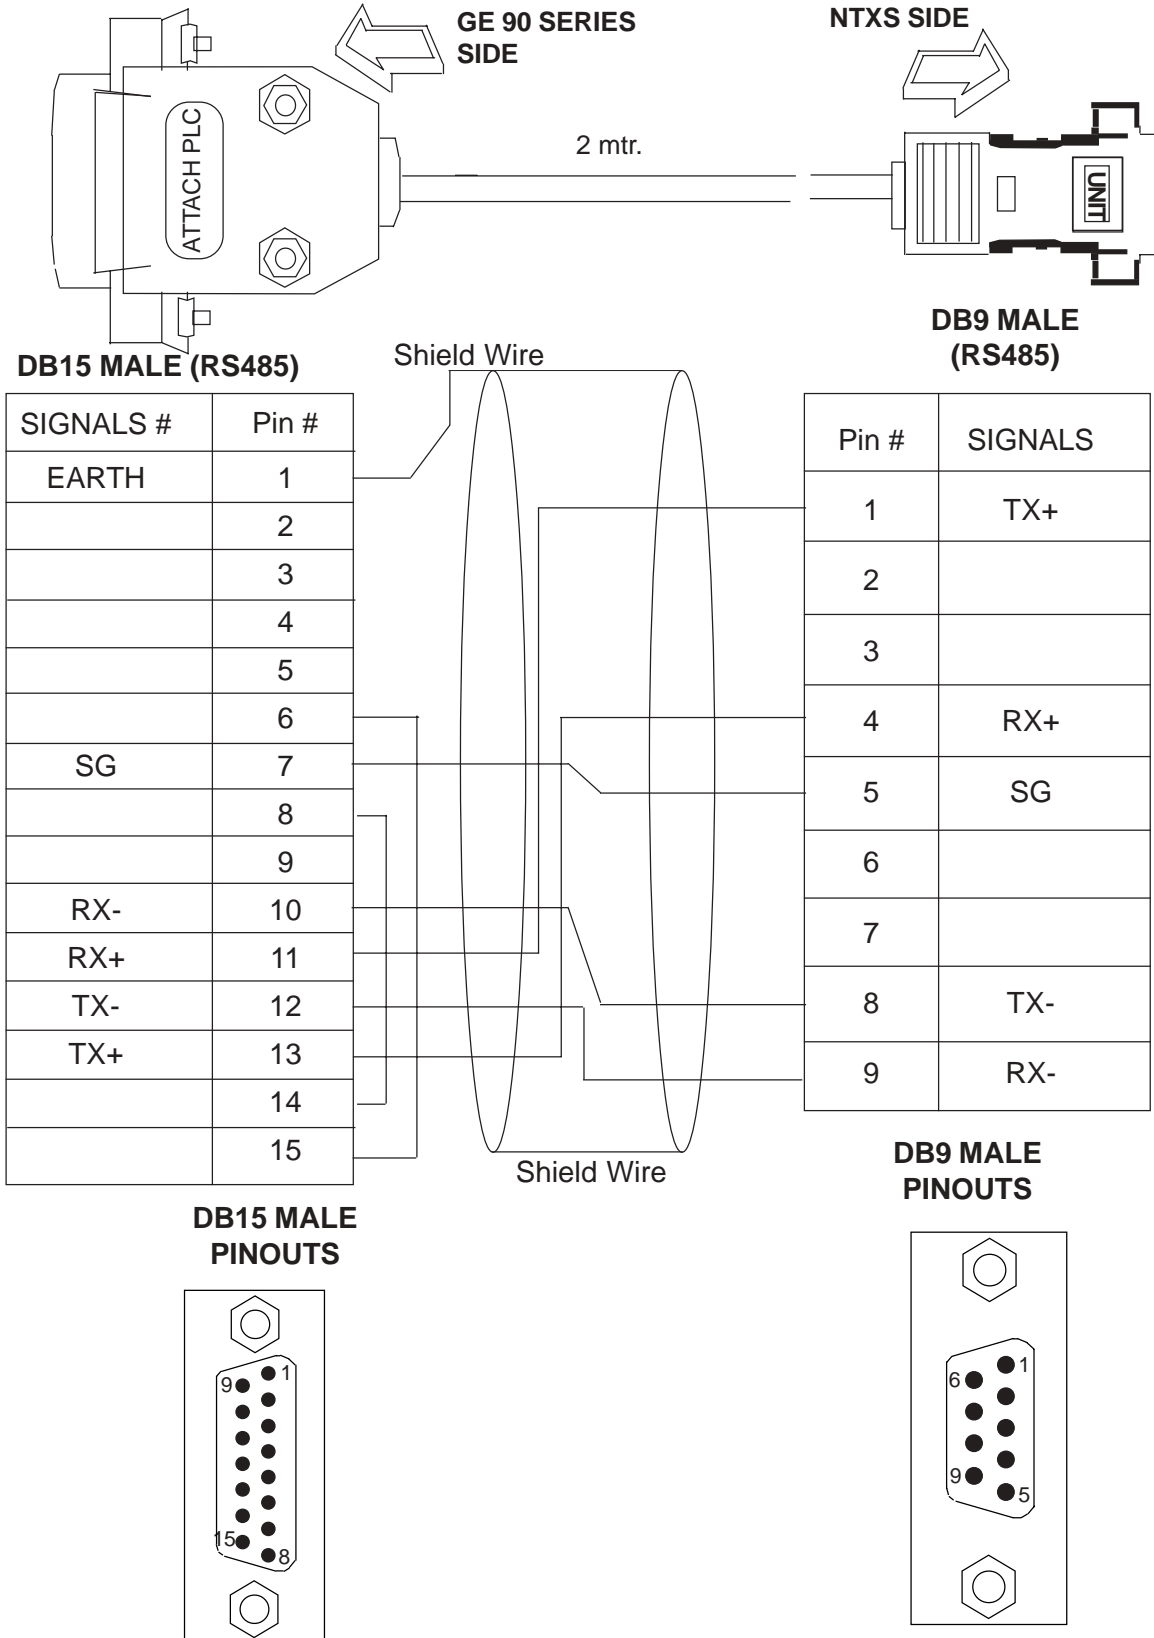 GE 90 SERIES
SIDE
NTXS SIDE
ATTACH PLC
2 mtr.
UNIT
DB15 MALE (RS485)
Shield Wire
DB9 MALE
(RS485)
SIGNALS # Pin #
EARTH 1
2
3
4
5
6
SG 7
8
9
RX- 10
RX+ 11
TX- 12
TX+ 13
14
15
Pin # SIGNALS
1 TX+
2
3
4 RX+
5 SG
6
7
8 TX-
9 RX-
Shield Wire
DB15 MALE
PINOUTS
DB9 MALE
PINOUTS
1
9
15
8
1
6
9
5